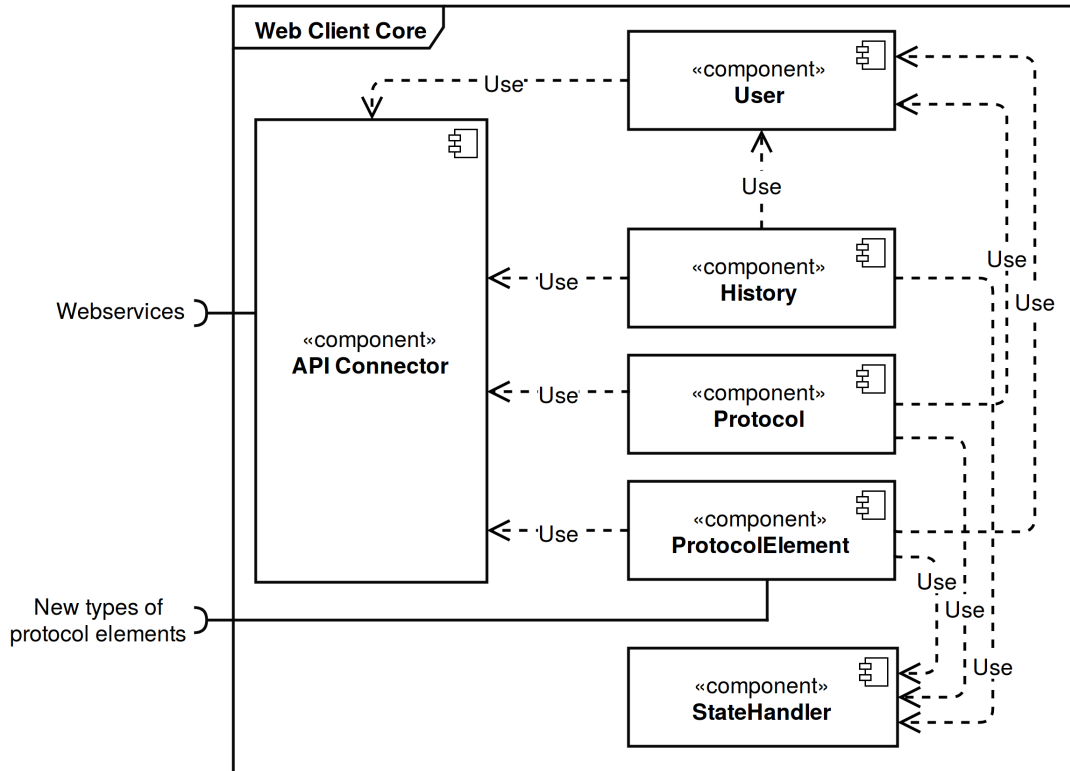 Web Client Core
«component»
User
Use
Use
«component»
History
Use
Use
Use
Webservices
«component»
API Connector
«component»
Protocol
Use
«component»
ProtocolElement
Use
Use
New types of
protocol elements
Use
Use
«component»
StateHandler